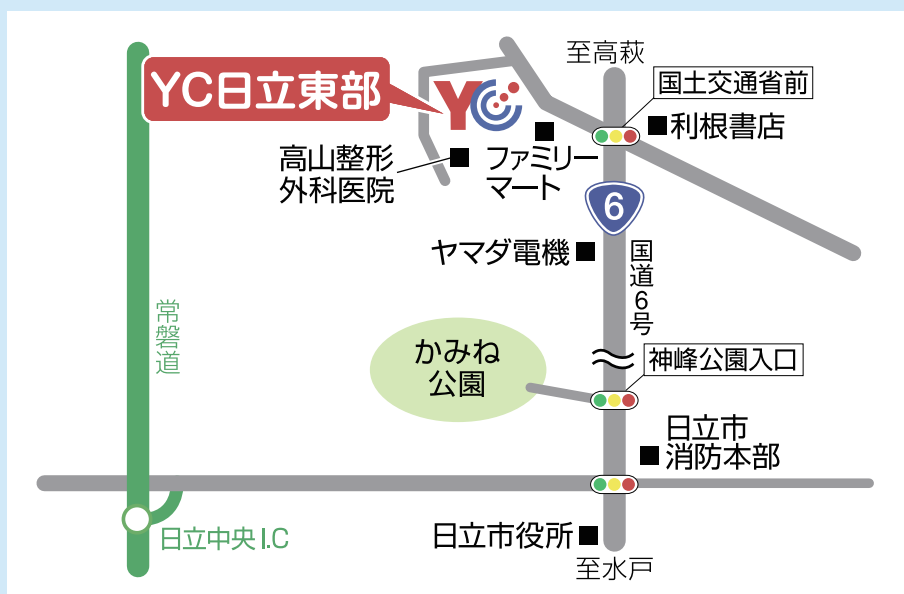 至高萩
国土交通省前
YC日立東部
YC
利根書店
高山整形
外科医院
ファミリー
マート
6
ヤマダ電機
国道6号
常磐道
かみね
公園
神峰公園入口
日立市
消防本部
日立中央I.C
日立市役所
至水戸